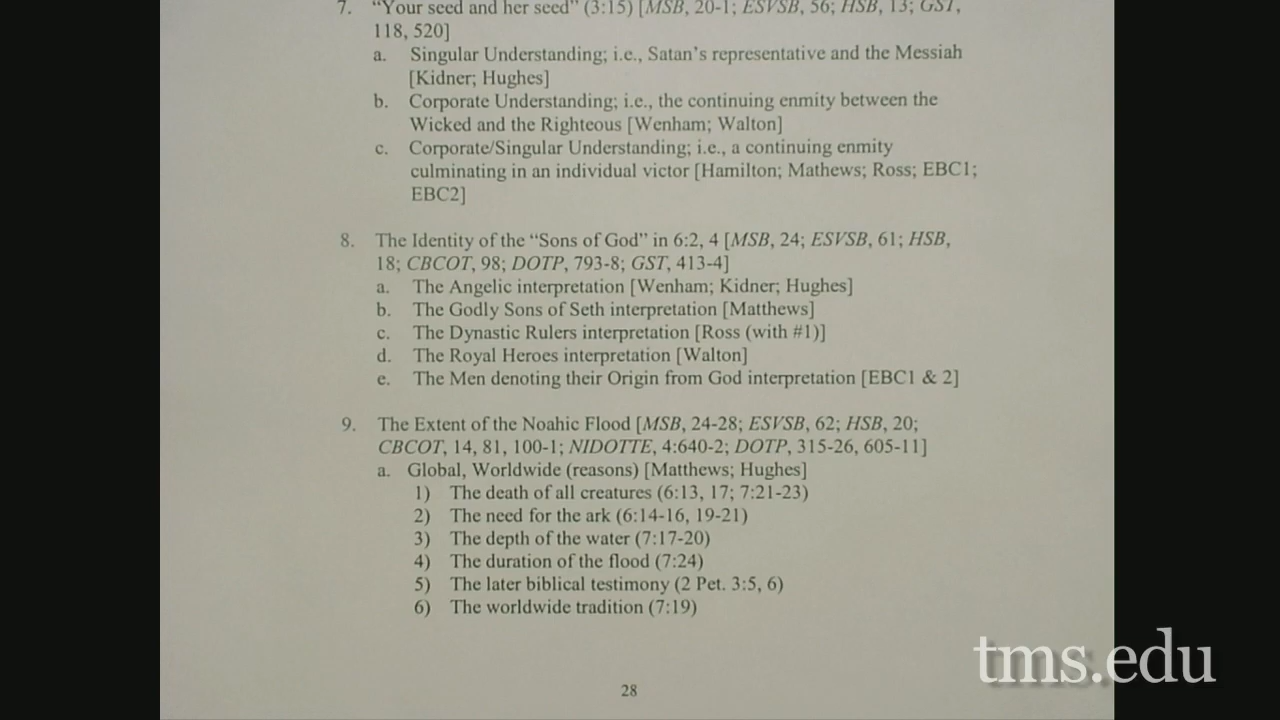 7. “Your seed and her seed” (3:15) [MSB, 20-1; ESVSB, 56; HSB, 13; GST,
118, 520]
a. Singular Understanding; i.e., Satan’s representative and the Messiah
[Kidner; Hughes]
b. Corporate Understanding; i.e., the continuing enmity between the
Wicked and the Righteous [Wenham; Walton]
c. Corporate/Singular Understanding; i.e., a continuing enmity
culminating in an individual victor [Hamilton; Mathews; Ross; EBC1;
EBC2]
8. The Identity of the “Sons of God” in 6:2, 4 [MSB, 24; ESVSB, 61; HSB,
18; CBCOT, 98; DOTP, 793-8; GST, 413-4]
a. The Angelic interpretation [Wenham; Kidner; Hughes]
b. The Godly Sons of Seth interpretation [Matthews]
c. The Dynastic Rulers interpretation [Ross (with #1)]
d. The Royal Heroes interpretation [Walton]
e. The Men denoting their Origin from God interpretation [EBC1 & 2]
9. The Extent of the Noahic Flood [MSB, 24-28; ESVSB, 62; HSB, 20;
CBCOT, 14, 81, 100-1; NIDOTTE, 4:640-2; DOTP, 315-26, 605-11]
a. Global, Worldwide (reasons) [Matthews; Hughes]
1) The death of all creatures (6:13, 17; 7:21-23)
2) The need for the ark (6:14-16, 19-21)
3) The depth of the water (7:17-20)
4) The duration of the flood (7:24)
5) The later biblical testimony (2 Pet. 3:5, 6)
6) The worldwide tradition (7:19)
tms.edu
28